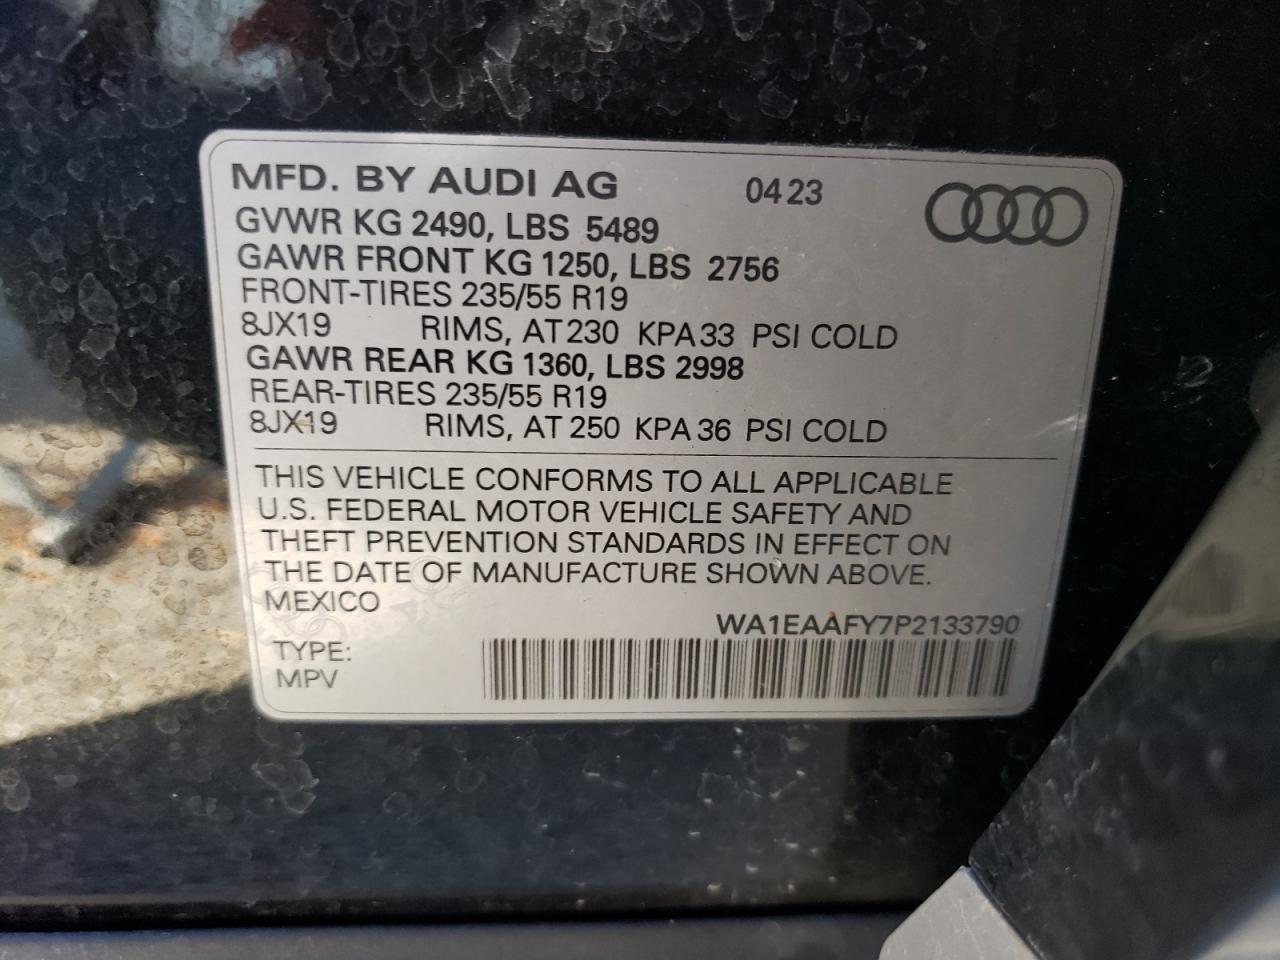 MFD. BY AUDI AG 0423
GVWR KG 2490, LBS 5489
GAWR FRONT KG 1250, LBS 2756
FRONT-TIRES 235/55 R19
8JX19 RIMS, AT 230 KPA 33 PSI COLD
GAWR REAR KG 1360, LBS 2998
REAR-TIRES 235/55 R19
8JX19 RIMS, AT 250 KPA 36 PSI COLD
THIS VEHICLE CONFORMS TO ALL APPLICABLE
U.S. FEDERAL MOTOR VEHICLE SAFETY AND
THEFT PREVENTION STANDARDS IN EFFECT ON
THE DATE OF MANUFACTURE SHOWN ABOVE.
MEXICO
WA1EAAFY7P2133790
TYPE:
MPV